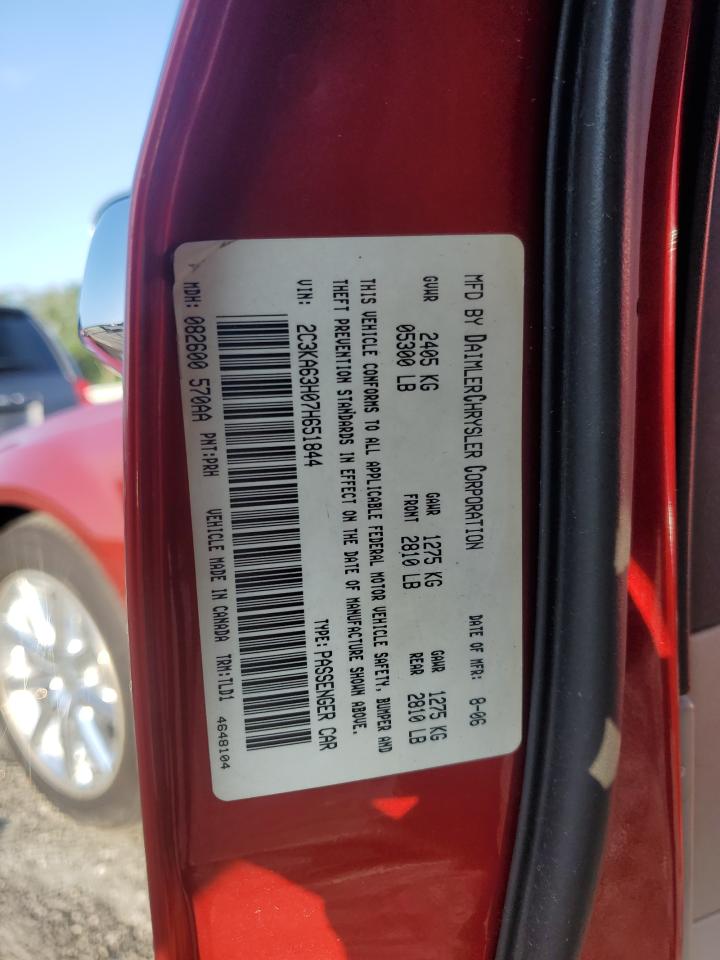 MFD BY DAIMLERCHRYSLER CORPORATION DATE OF MFR: 8-06
GVWR 2405 KG GAWR 1275 KG GAWR 1275 KG
05300 LB FRONT 2810 LB REAR 2810 LB
THIS VEHICLE CONFORMS TO ALL APPLICABLE FEDERAL MOTOR VEHICLE SAFETY, BUMPER AND
THEFT PREVENTION STANDARDS IN EFFECT ON THE DATE OF MANUFACTURE SHOWN ABOVE.
VIN: 2C3KA63H07H651844 TYPE: PASSENGER CAR
MDH: 082600 570AA PNT:PRH VEHICLE MADE IN CANADA TRM:TLD1 4648104